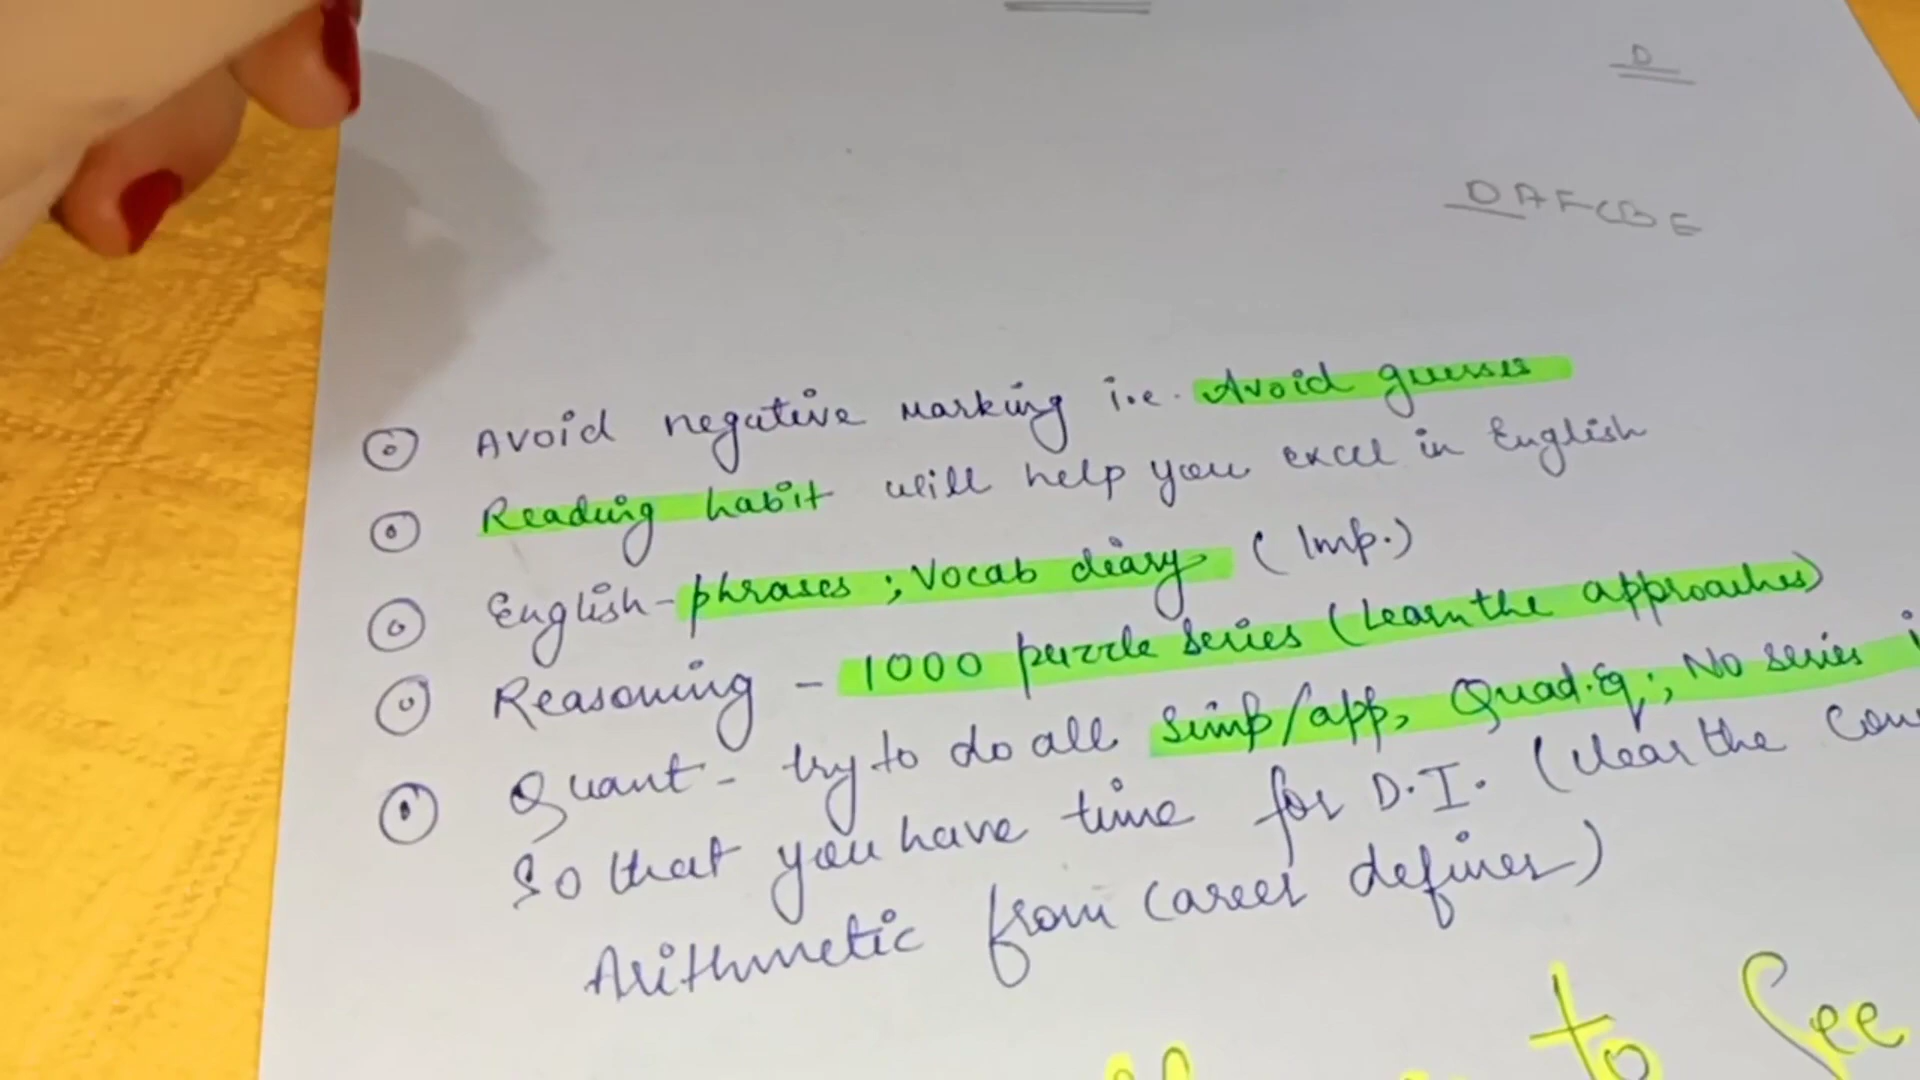 D
DAFCBE
Avoid negative marking i.e. Avoid guesses
Reading habit will help you excel in English
English - phrases ; Vocab diary (Imp.)
Reasoning - 1000 puzzle series (Learn the approaches)
Quant - try to do all Simp/app, Quad.Eq.; No series
So that you have time for D.I. (clear the
Arithmetic from Career definer)
to See